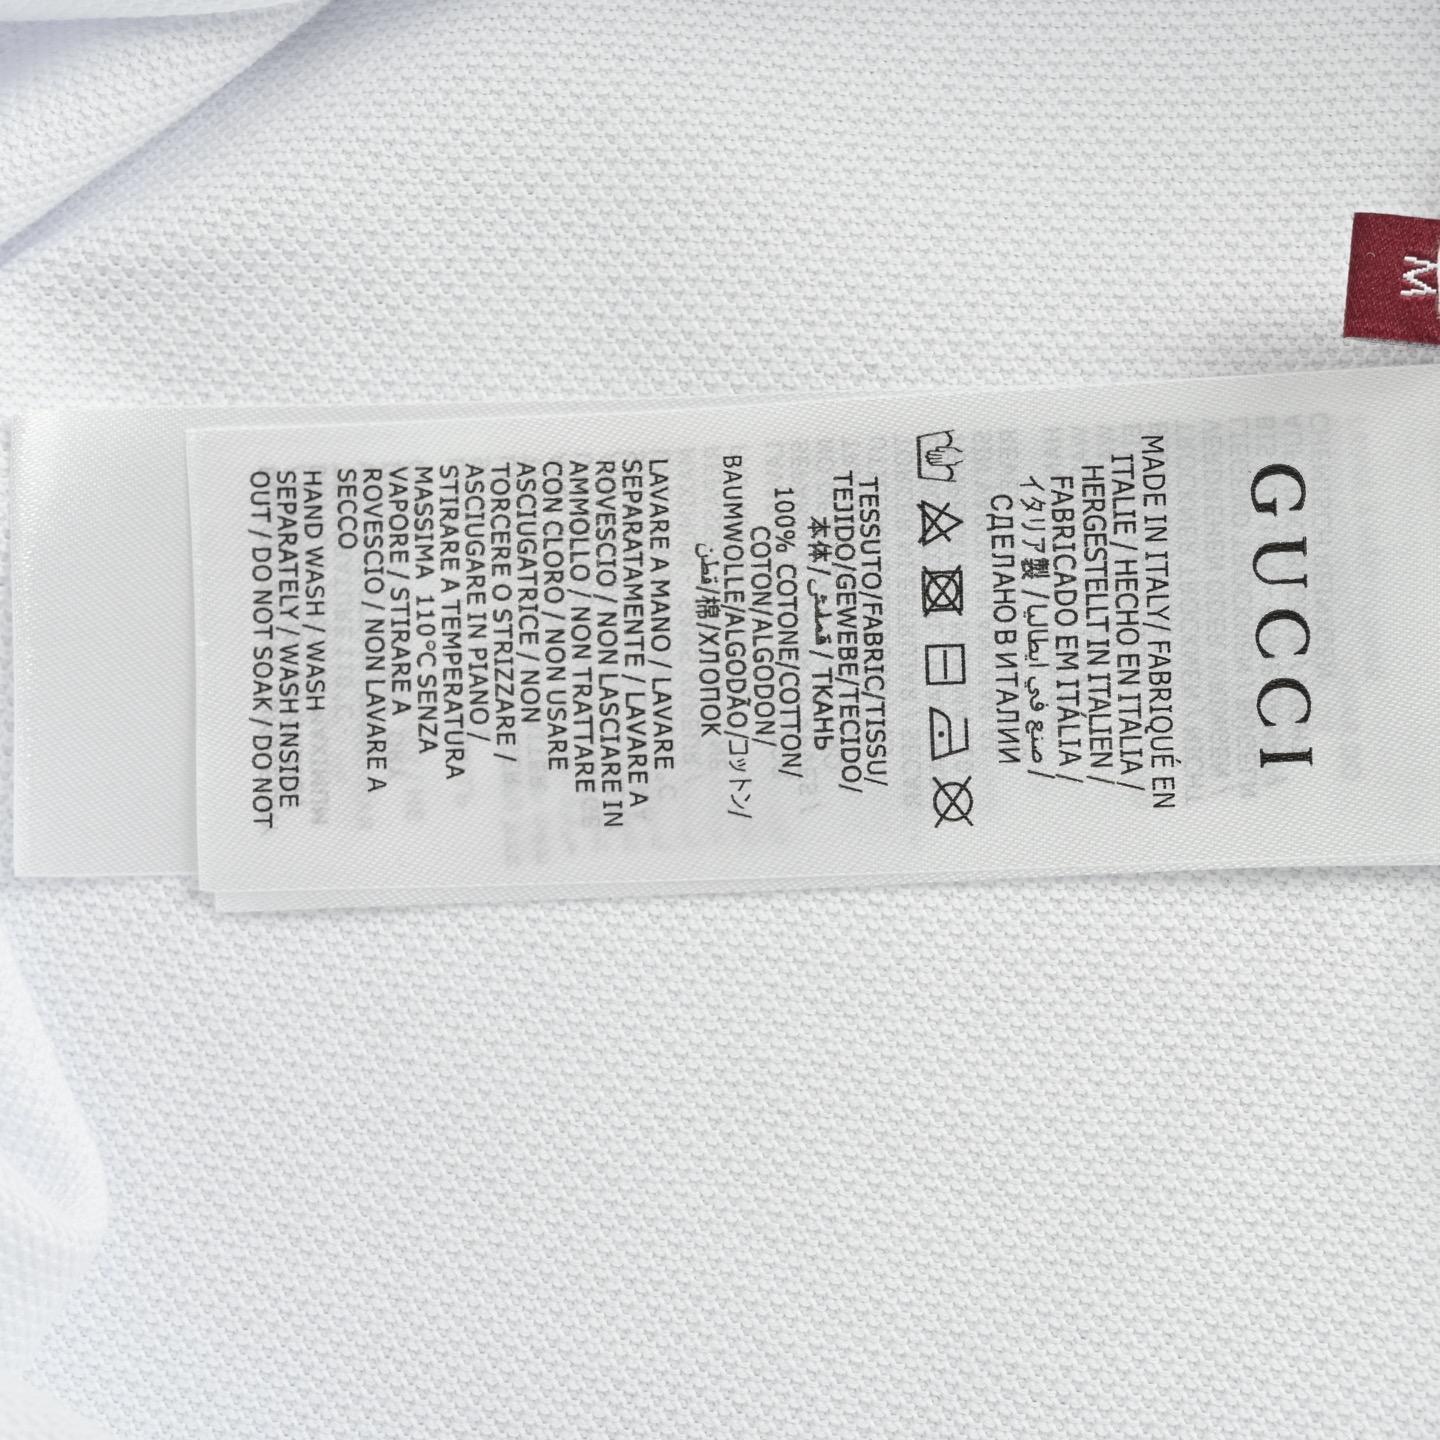 M
GUCCI
MADE IN ITALY/ FABRIQUÉ EN
ITALIE / HECHO EN ITALIA /
HERGESTELLT IN ITALIEN /
FABRICADO EM ITÁLIA /
イタリア製 / صنع في ايطاليا /
СДЕЛАНО В ИТАЛИИ
TESSUTO/FABRIC/TISSU/
TEJIDO/GEWEBE/TECIDO/
本体/ قماش / ТКАНЬ
100% COTONE/COTTON/
COTON/ALGODON/
BAUMWOLLE/ALGODÃO/コットン/
قطن/棉/ХЛОПОК
LAVARE A MANO / LAVARE
SEPARATAMENTE / LAVARE A
ROVESCIO / NON LASCIARE IN
AMMOLLO / NON TRATTARE
CON CLORO / NON USARE
ASCIUGATRICE / NON
TORCERE O STRIZZARE /
ASCIUGARE IN PIANO /
STIRARE A TEMPERATURA
MASSIMA 110°C SENZA
VAPORE / STIRARE A
ROVESCIO / NON LAVARE A
SECCO
HAND WASH / WASH
SEPARATELY / WASH INSIDE
OUT / DO NOT SOAK / DO NOT